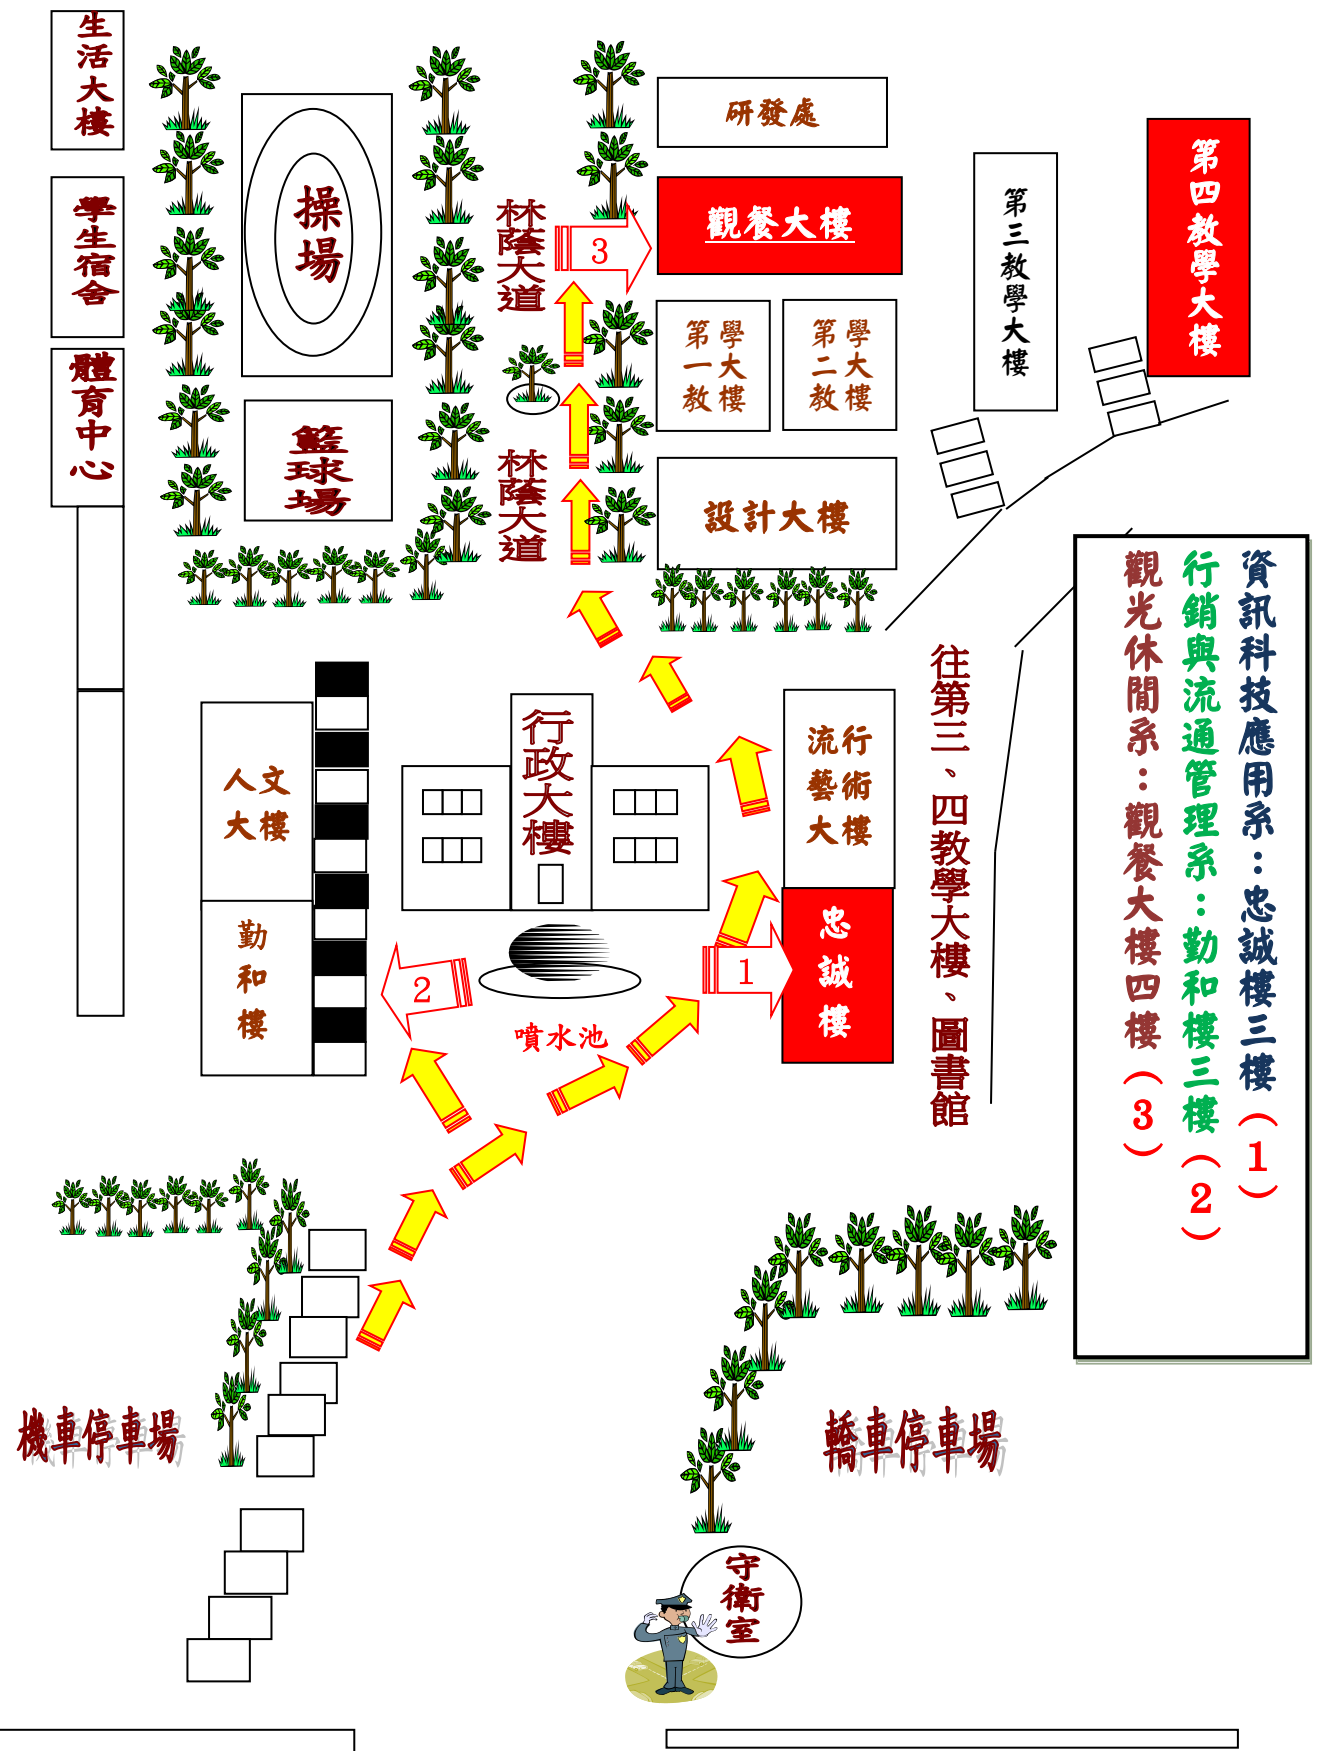 生活大樓
學生宿舍
體育中心
操場
籃球場
林蔭大道
林蔭大道
3
研發處
觀餐大樓
第一教
學大樓
第二教
學大樓
設計大樓
第三教學大樓
第四教學大樓
人文
大樓
勤和樓
行政大樓
流行
藝術
大樓
忠誠樓
1
2
噴水池
往第三、四教學大樓、圖書館
資訊科技應用系：忠誠樓三樓（1）
行銷與流通管理系：勤和樓三樓（2）
觀光休閒系：觀餐大樓四樓（3）
機車停車場
轎車停車場
守衛室